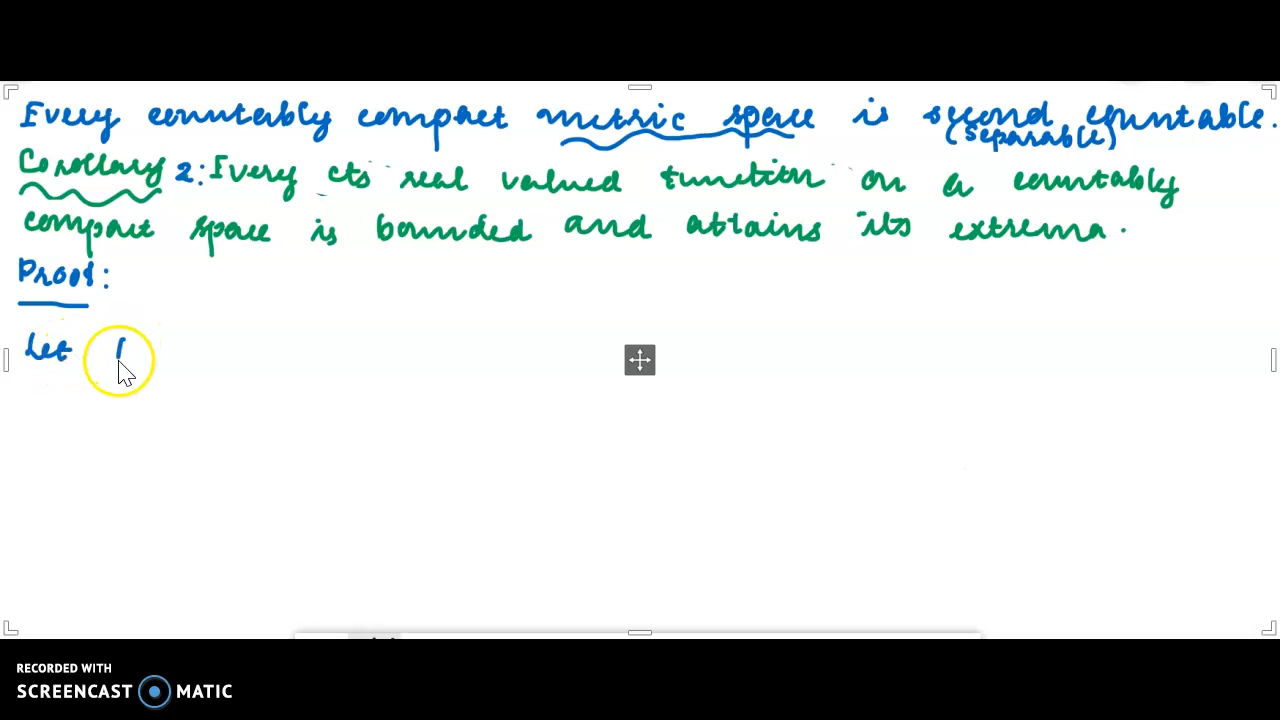 Every countably compact metric space is second countable.
(separable)
Corollary 2: Every cts real valued function on a countably
compact space is bounded and attains its extrema.
Proof:
Let
RECORDED WITH
SCREENCAST MATIC